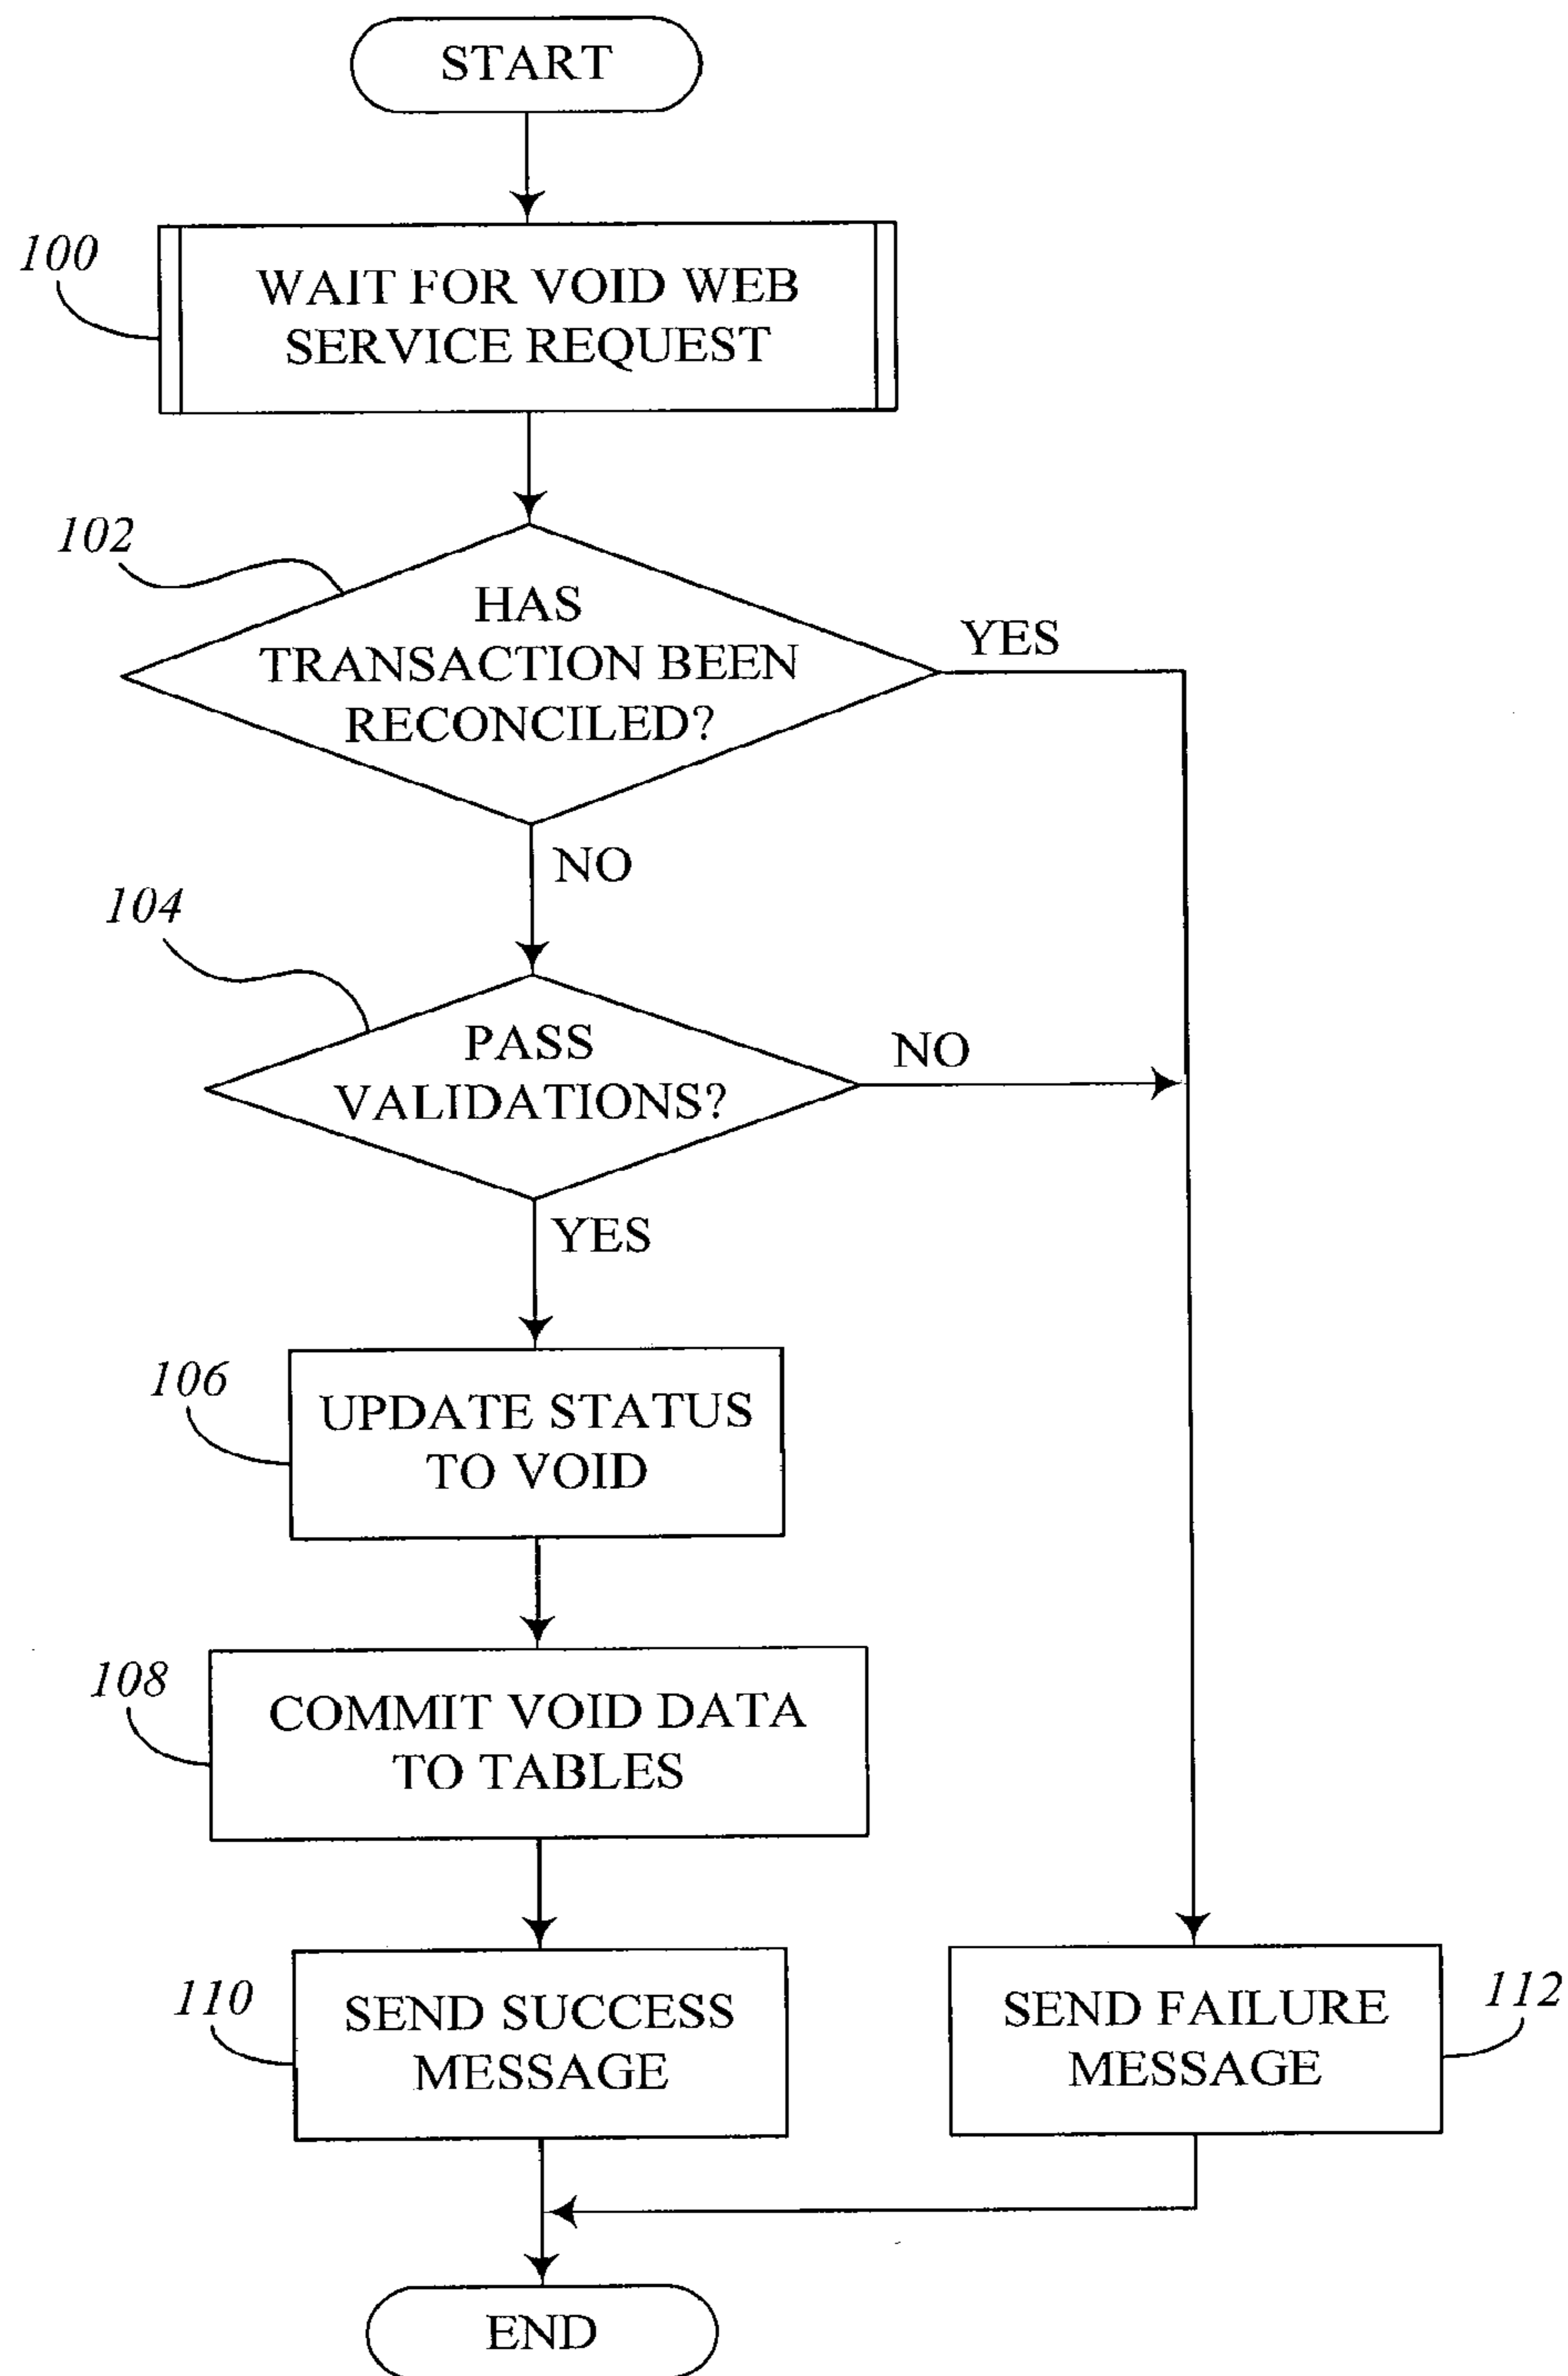 START
100
WAIT FOR VOID WEB
SERVICE REQUEST
102
HAS
TRANSACTION BEEN
RECONCILED?
YES
NO
104
PASS
VALIDATIONS?
NO
YES
106
UPDATE STATUS
TO VOID
108
COMMIT VOID DATA
TO TABLES
110
SEND SUCCESS
MESSAGE
SEND FAILURE
MESSAGE
112
END